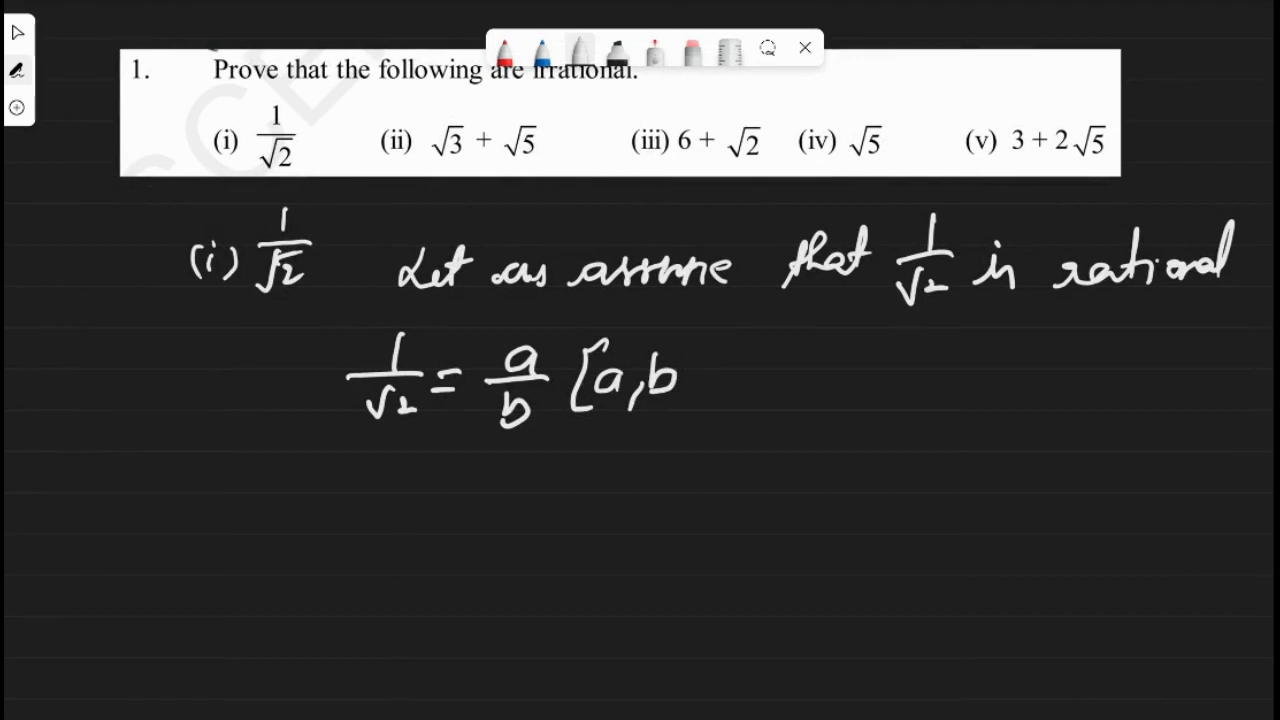 1. Prove that the following are irrational.
(i) 1/√2 (ii) √3 + √5 (iii) 6 + √2 (iv) √5 (v) 3 + 2√5
(i) 1/√2 Let us assume that 1/√2 is rational
1/√2 = a/b [a,b